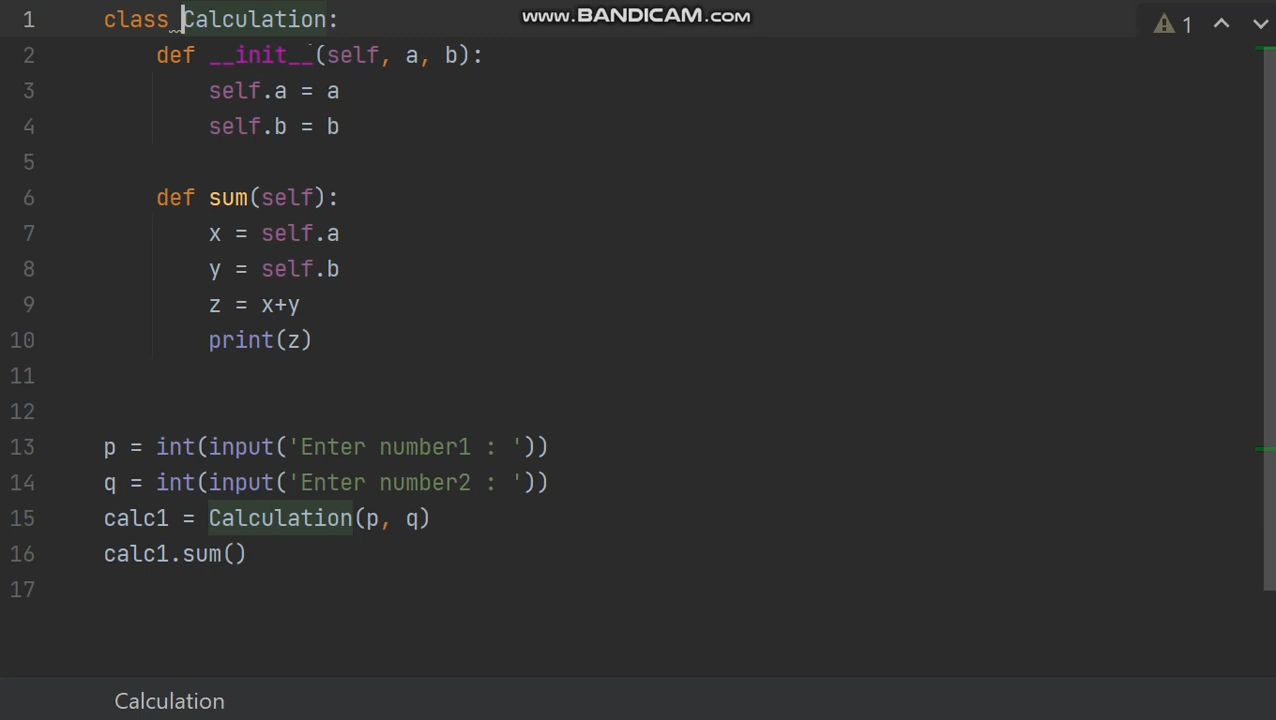 www.BANDICAM.com
1
1 class Calculation:
2 def __init__(self, a, b):
3 self.a = a
4 self.b = b
5
6 def sum(self):
7 x = self.a
8 y = self.b
9 z = x+y
10 print(z)
11
12
13 p = int(input('Enter number1 : '))
14 q = int(input('Enter number2 : '))
15 calc1 = Calculation(p, q)
16 calc1.sum()
17
Calculation